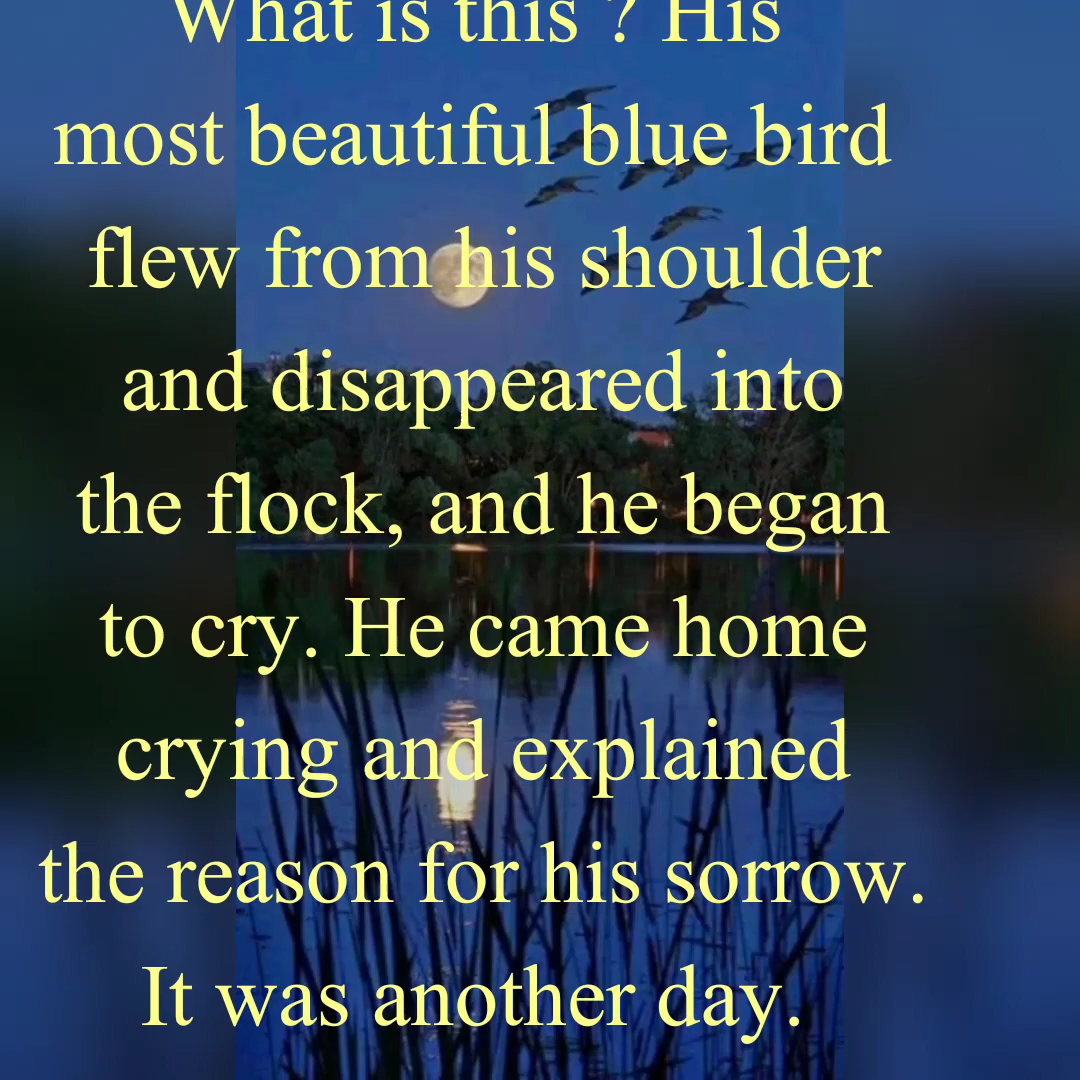 What is this ? His
most beautiful blue bird
flew from his shoulder
and disappeared into
the flock, and he began
to cry. He came home
crying and explained
the reason for his sorrow.
It was another day.